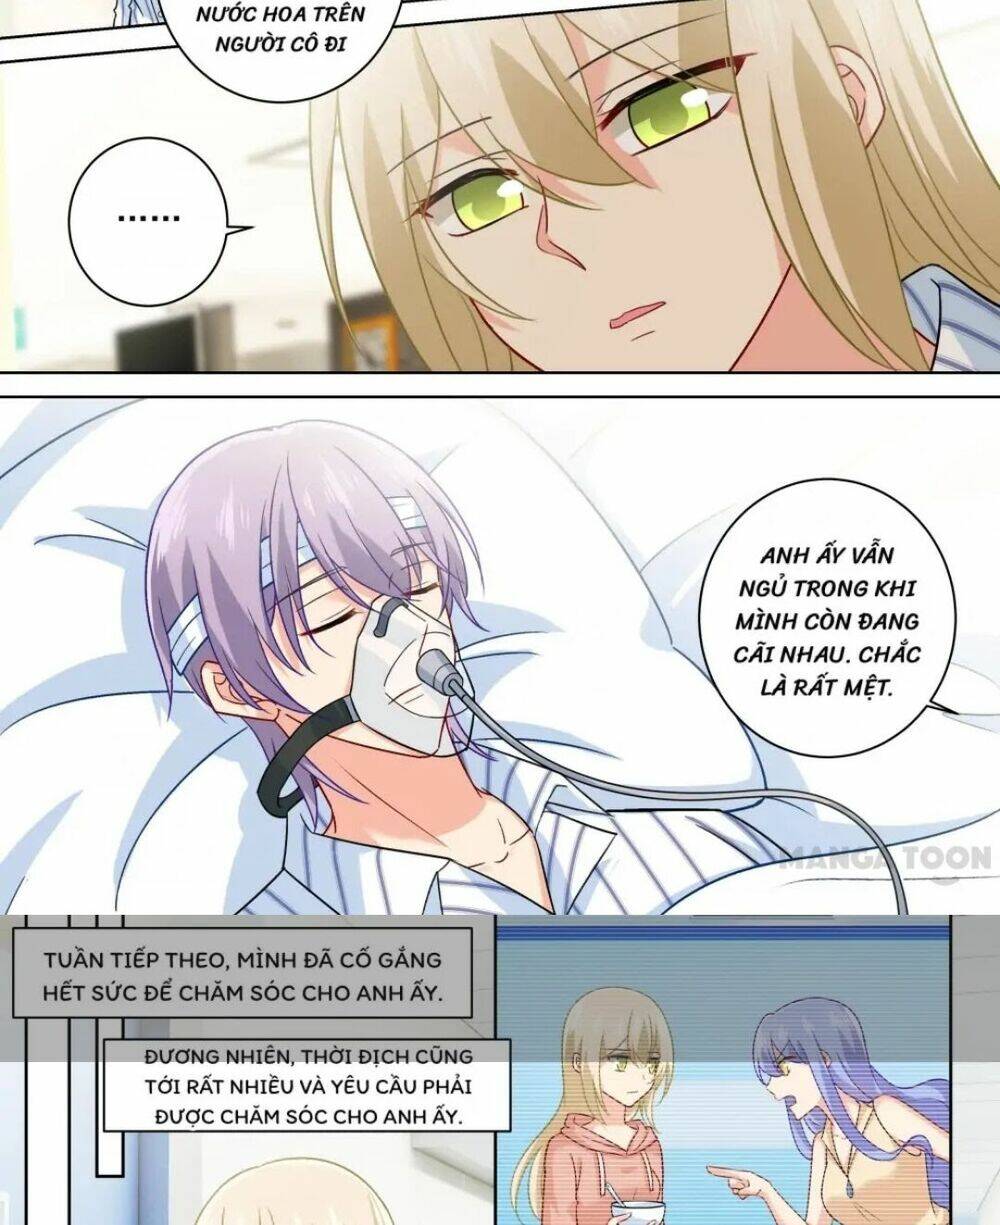 NƯỚC HOA TRÊN
NGƯỜI CÔ ĐI
......
ANH ẤY VẪN
NGỦ TRONG KHI
MÌNH CÒN ĐANG
CÃI NHAU. CHẮC
LÀ RẤT MỆT.
MANGA TOON
TUẦN TIẾP THEO, MÌNH ĐÃ CỐ GẮNG
HẾT SỨC ĐỂ CHĂM SÓC CHO ANH ẤY.
ĐƯƠNG NHIÊN, THỜI ĐỊCH CŨNG
TỚI RẤT NHIỀU VÀ YÊU CẦU PHẢI
ĐƯỢC CHĂM SÓC CHO ANH ẤY.